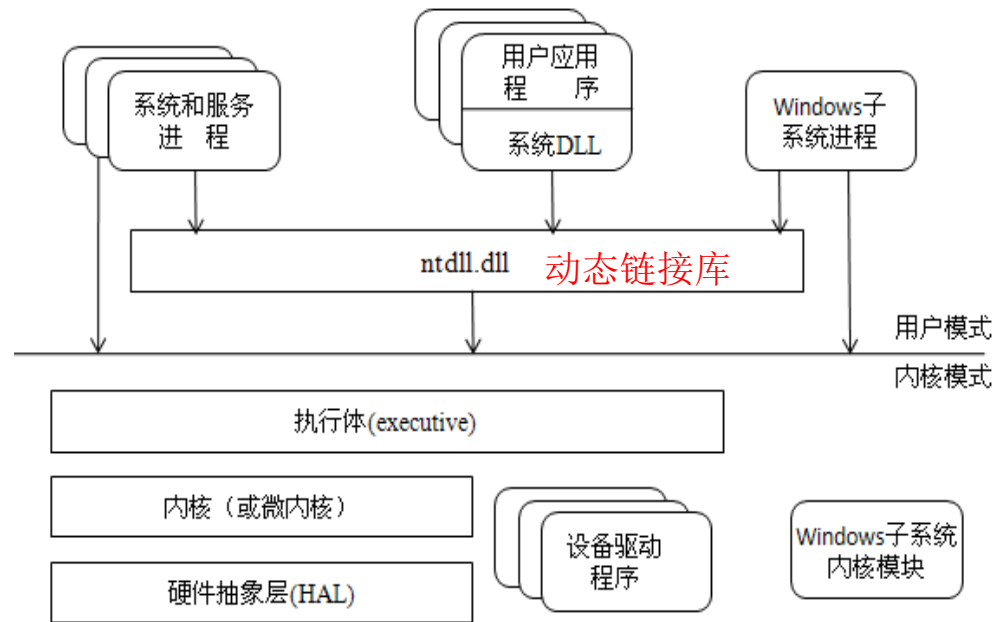 系统和服务
进 程
用户应用
程 序
系统DLL
Windows子
系统进程
ntdll.dll 动态链接库
用户模式
内核模式
执行体(executive)
内核（或微内核）
硬件抽象层(HAL)
设备驱动
程序
Windows子系统
内核模块